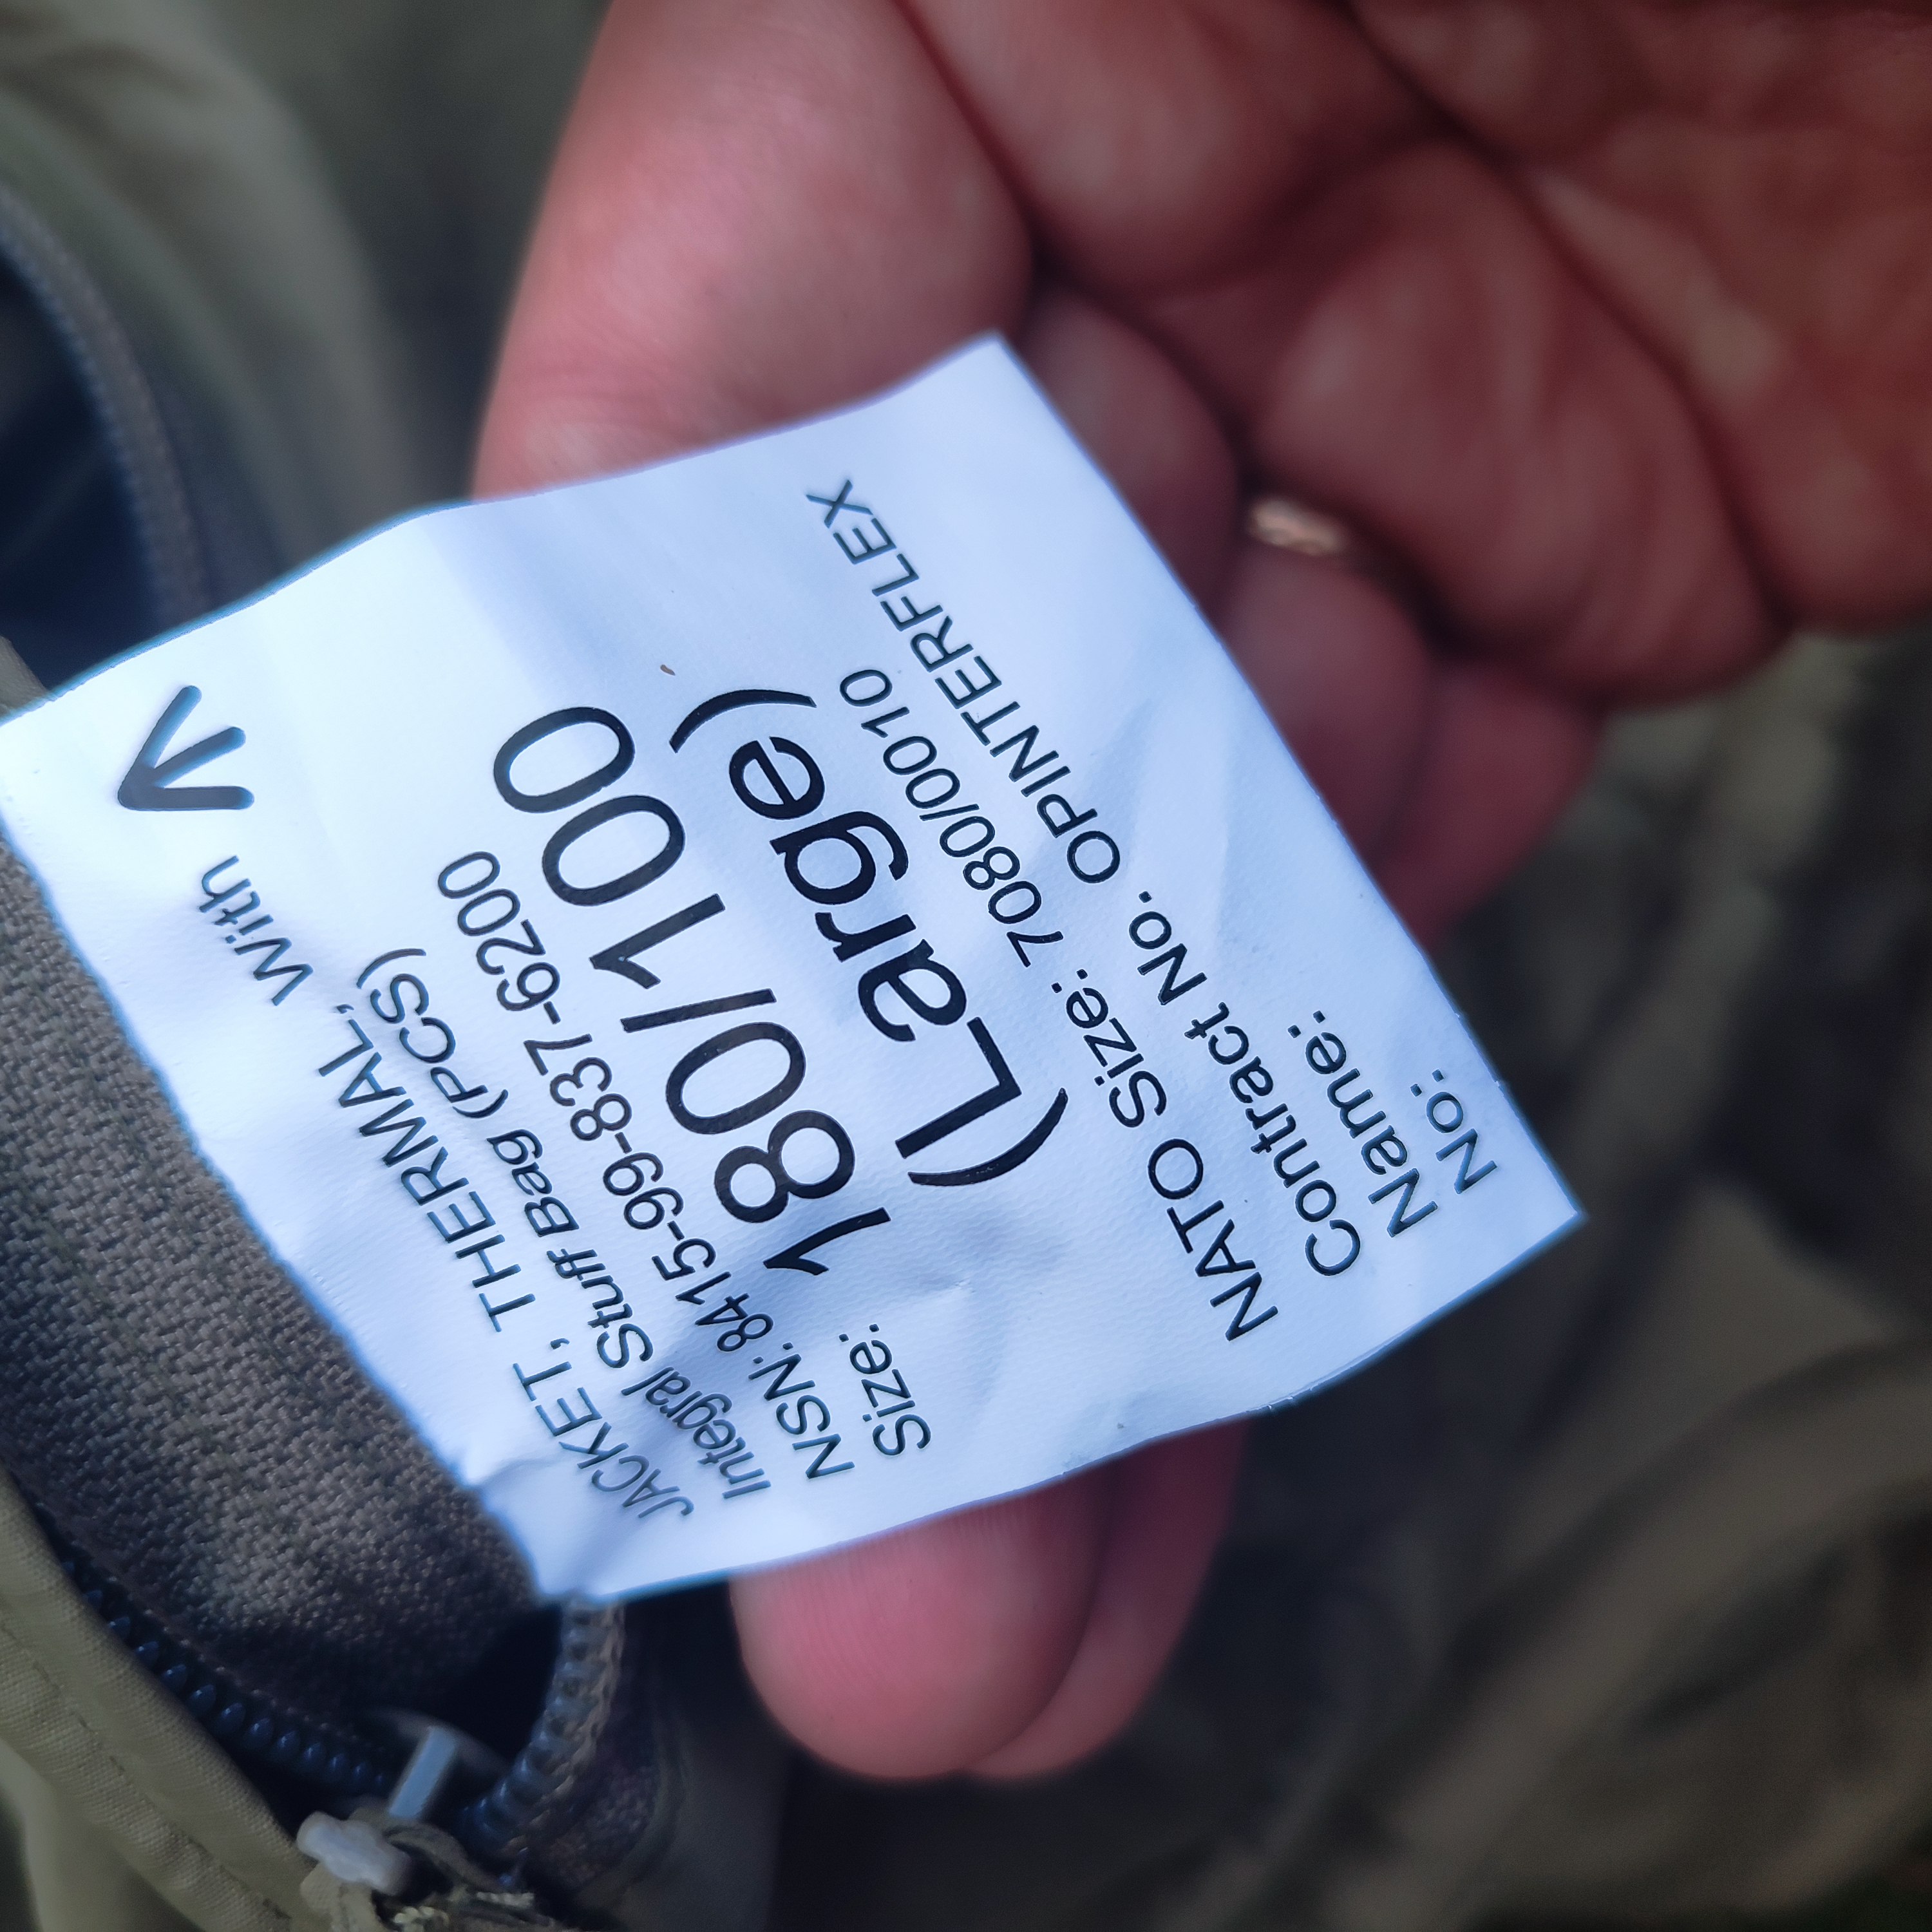 JACKET, THERMAL, With
Integral Stuff Bag (PCS)
NSN: 8415-99-837-6200
Size: 180/100
(Large)
NATO Size: 7080/0010
Contract No. OPINTERFLEX
Name:
No: